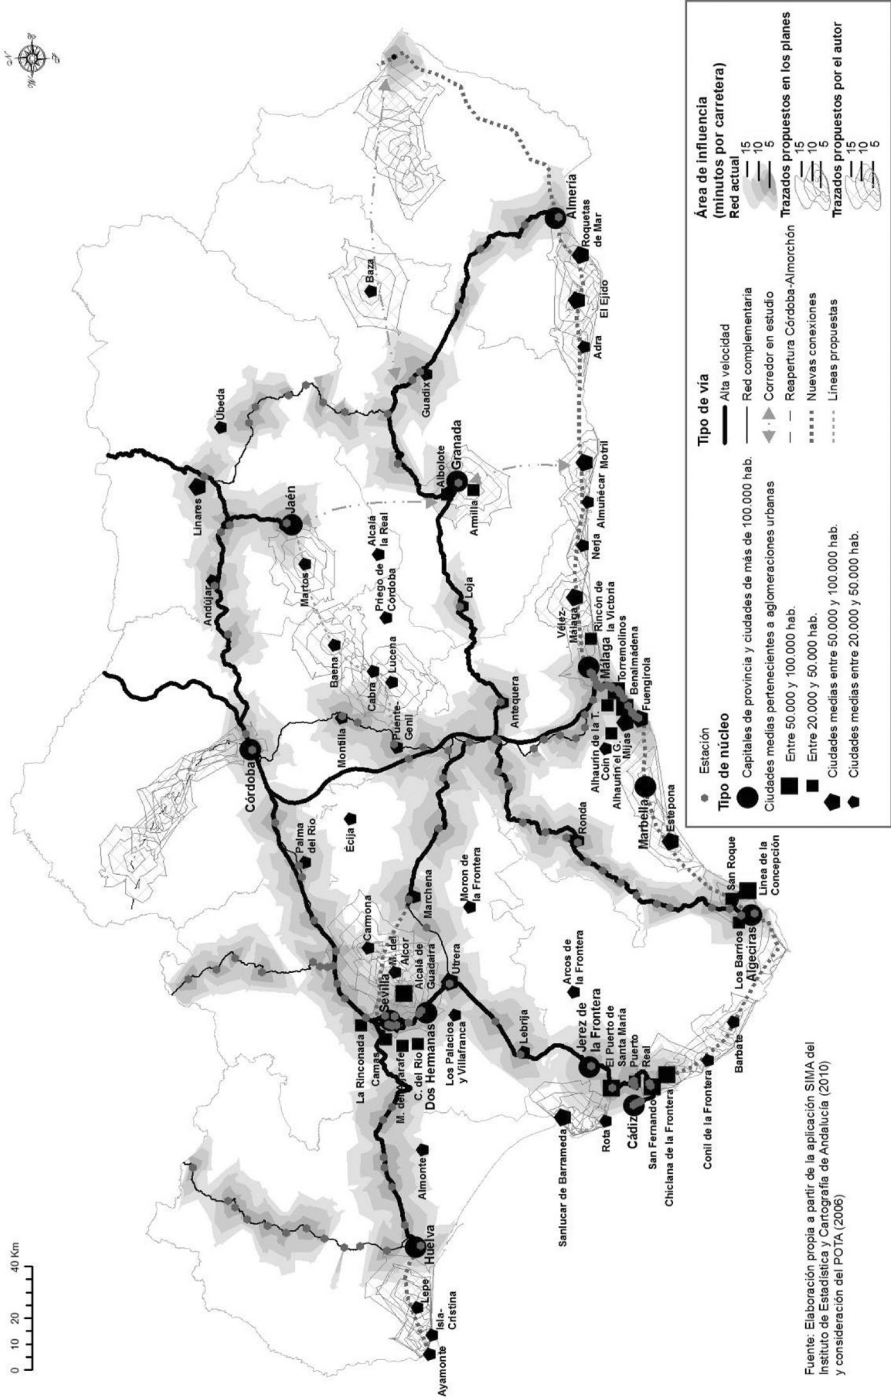 0 10 20 40 Km
N
S
W
E
Ayamonte
Isla-
Cristina
Lepe
Huelva
Almonte
La Rinconada
Camas
C. del Río
Dos Hermanas
Sevilla
M. del
Alcor
Carmona
Alcalá de
Guadaira
Utrera
Los Palacios
y Villafranca
Lebrija
Marchena
Moron de
la Frontera
Arcos de
la Frontera
Jerez de
la Frontera
El Puerto de
Santa María
Puerto
Real
Sanlucar de Barrameda
Rota
Cádiz
San Fernando
Chiclana de la Frontera
Conil de la Frontera
Barbate
Los Barrios
Algeciras
San Roque
Línea de la
Concepción
Palma
del Río
Écija
Córdoba
Montilla
Puente-
Genil
Cabra
Lucena
Baena
Priego de
Córdoba
Alcalá
la Real
Martos
Andujar
Jaén
Linares
Úbeda
Ronda
Antequera
Loja
Estepona
Marbella
Fuengirola
Mijas
Benalmádena
Torremolinos
Alhaurín de la T.
Coín
Alhaurín el G.
Málaga
Rincón de
la Victoria
Vélez-
Málaga
Nerja
Almuñécar
Motril
Albolote
Granada
Armilla
Guadix
Baza
Adra
El Ejido
Roquetas
de Mar
Almería
Estación
Tipo de núcleo
Capitales de provincia y ciudades de más de 100.000 hab.
Ciudades medias pertenecientes a aglomeraciones urbanas
Entre 50.000 y 100.000 hab.
Entre 20.000 y 50.000 hab.
Ciudades medias entre 50.000 y 100.000 hab.
Ciudades medias entre 20.000 y 50.000 hab.
Tipo de vía
Alta velocidad
Red complementaria
Corredor en estudio
Reapertura Córdoba-Almorchón
Nuevas conexiones
Líneas propuestas
Área de influencia
(minutos por carretera)
Red actual
15
10
5
Trazados propuestos en los planes
15
10
5
Trazados propuestos por el autor
15
10
5
Fuente: Elaboración propia a partir de la aplicación SIMA del
Instituto de Estadística y Cartografía de Andalucía (2010)
y consideración del POTA (2006)